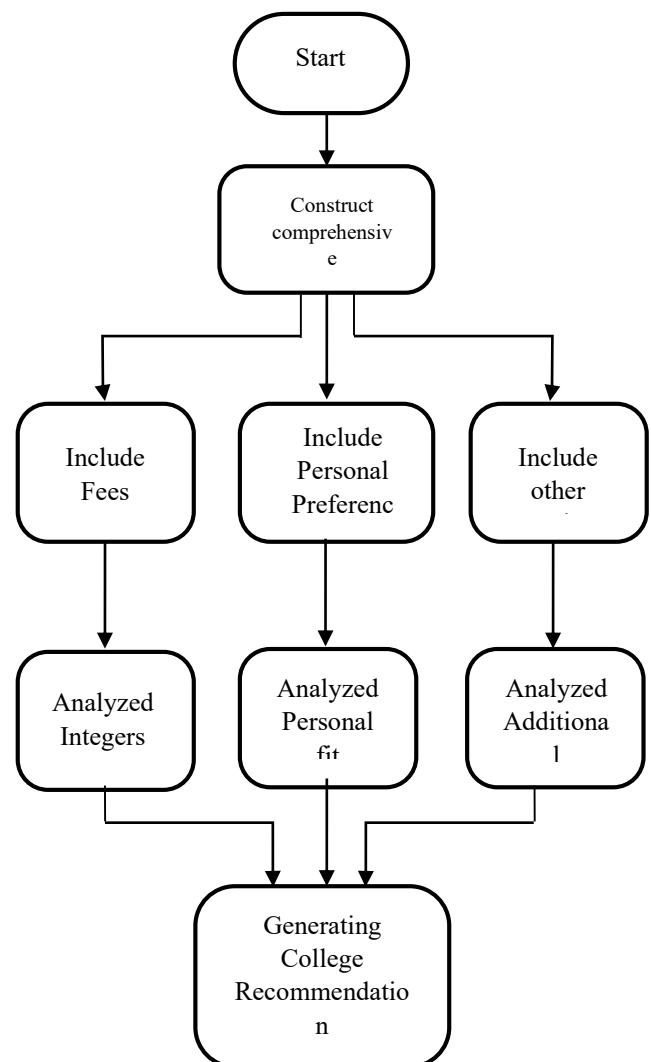 Start
Construct
comprehensiv
e
Include
Fees
Include
Personal
Preferenc
Include
other
Analyzed
Integers
Analyzed
Personal
fit
Analyzed
Additiona
l
Generating
College
Recommendatio
n